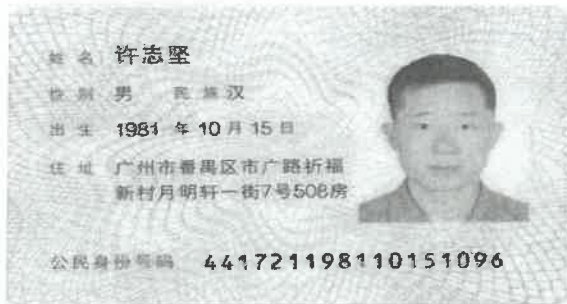 姓名 许志坚
性别 男 民族 汉
出生 1981 年 10 月 15 日
住址 广州市番禺区市广路祈福
新村月明轩一街7号508房
公民身份号码 441721198110151096